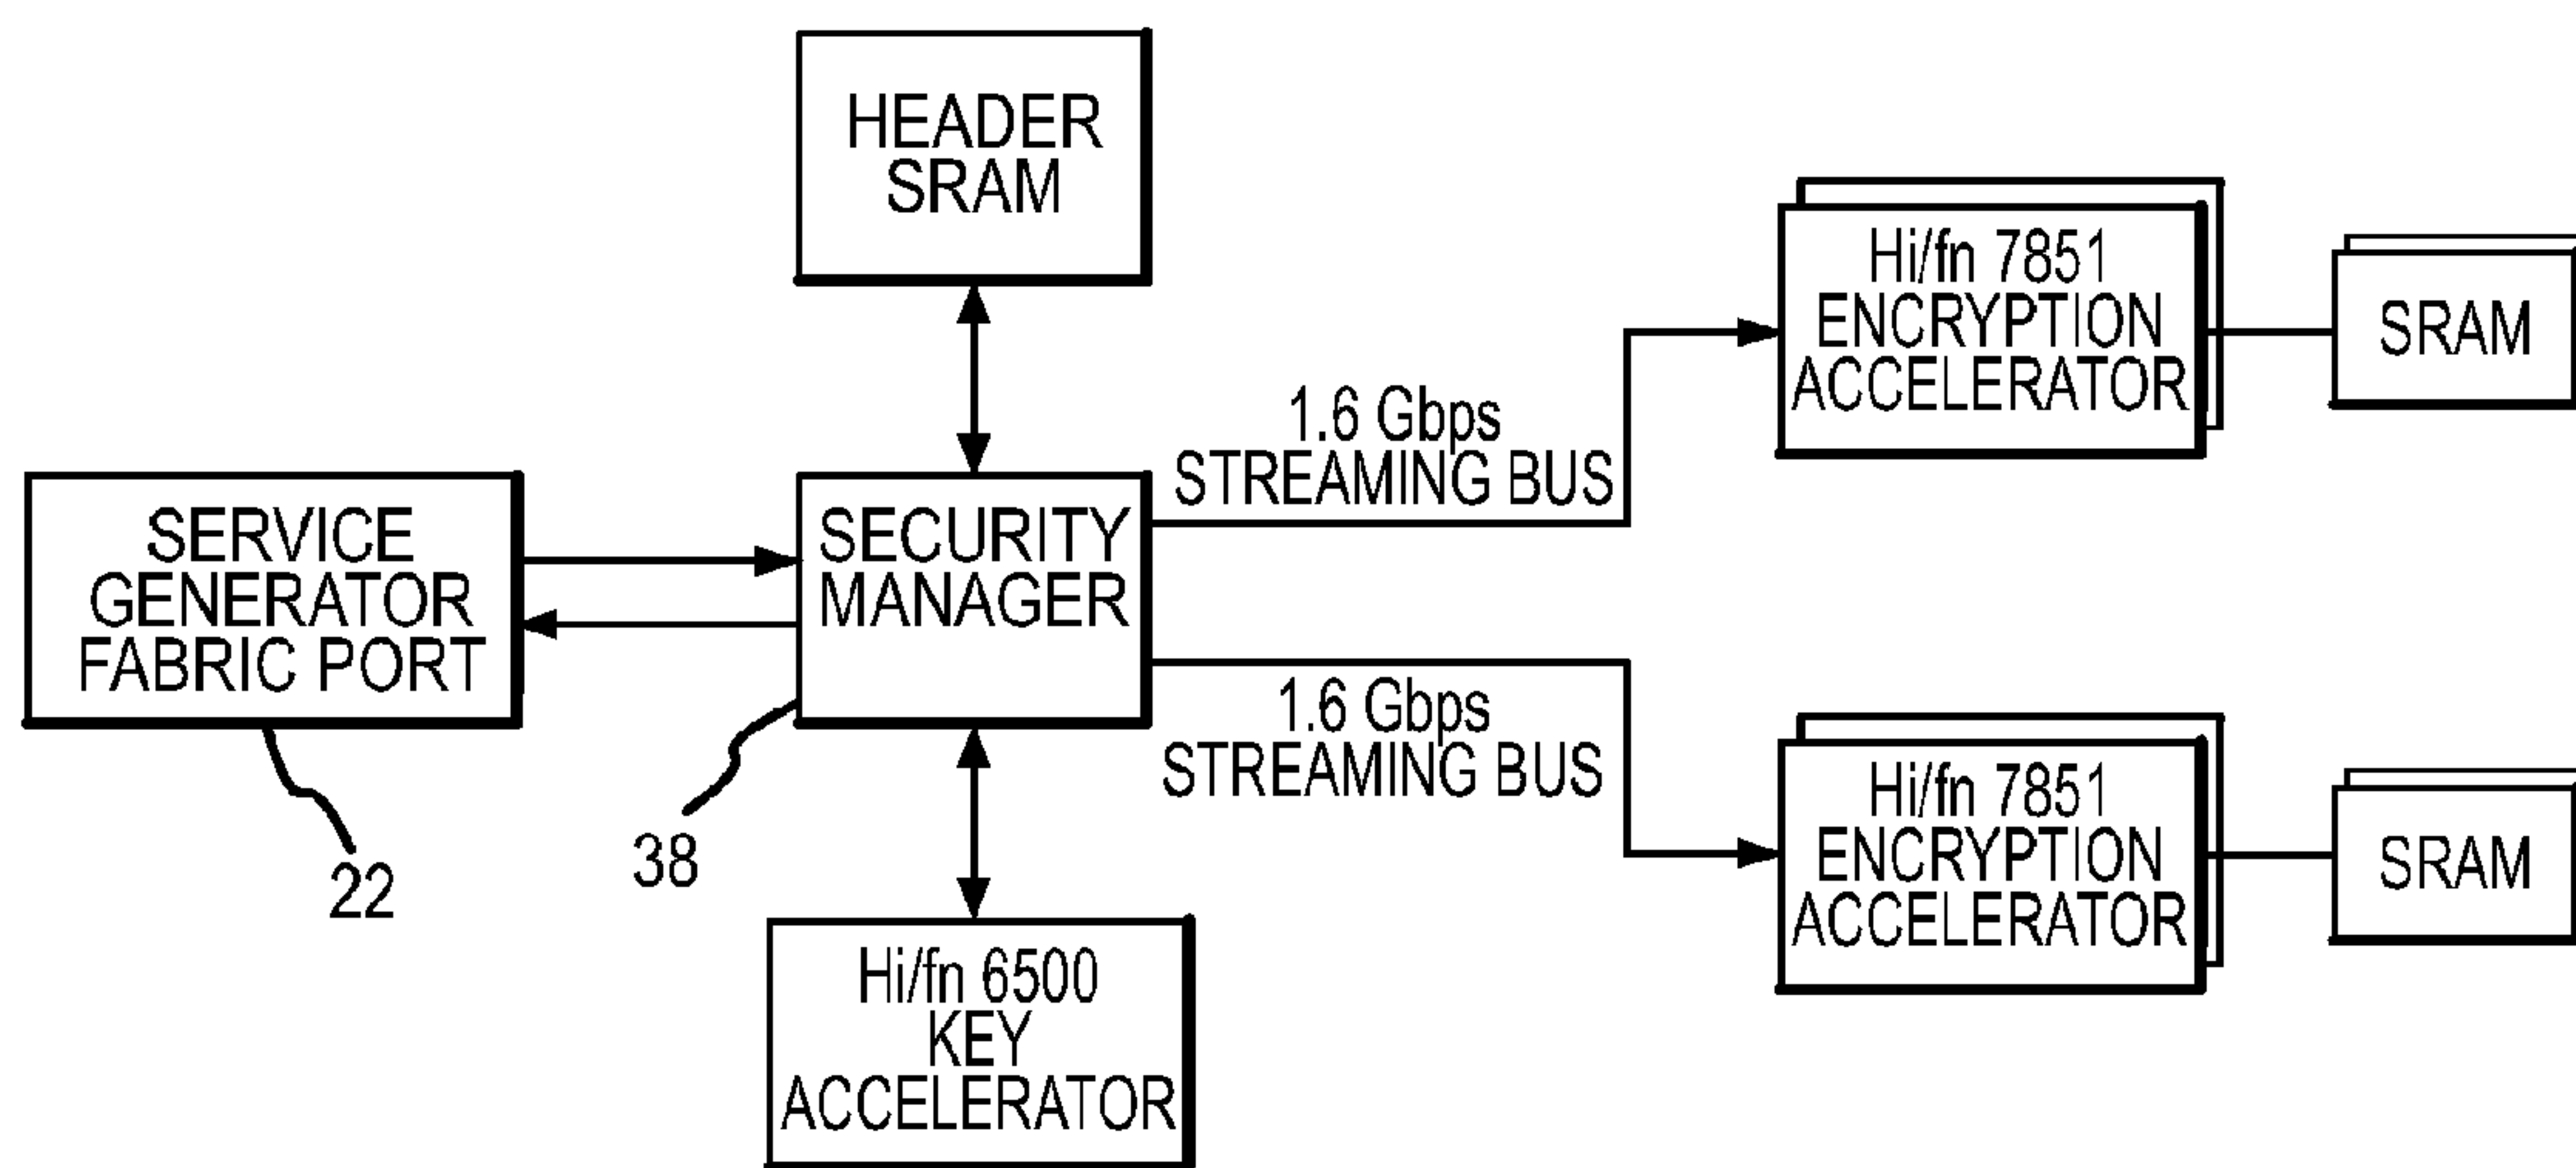 HEADER
SRAM
Hi/fn 7851
ENCRYPTION
ACCELERATOR
SRAM
1.6 Gbps
STREAMING BUS
SERVICE
GENERATOR
FABRIC PORT
SECURITY
MANAGER
1.6 Gbps
STREAMING BUS
Hi/fn 7851
ENCRYPTION
ACCELERATOR
SRAM
38
22
Hi/fn 6500
KEY
ACCELERATOR